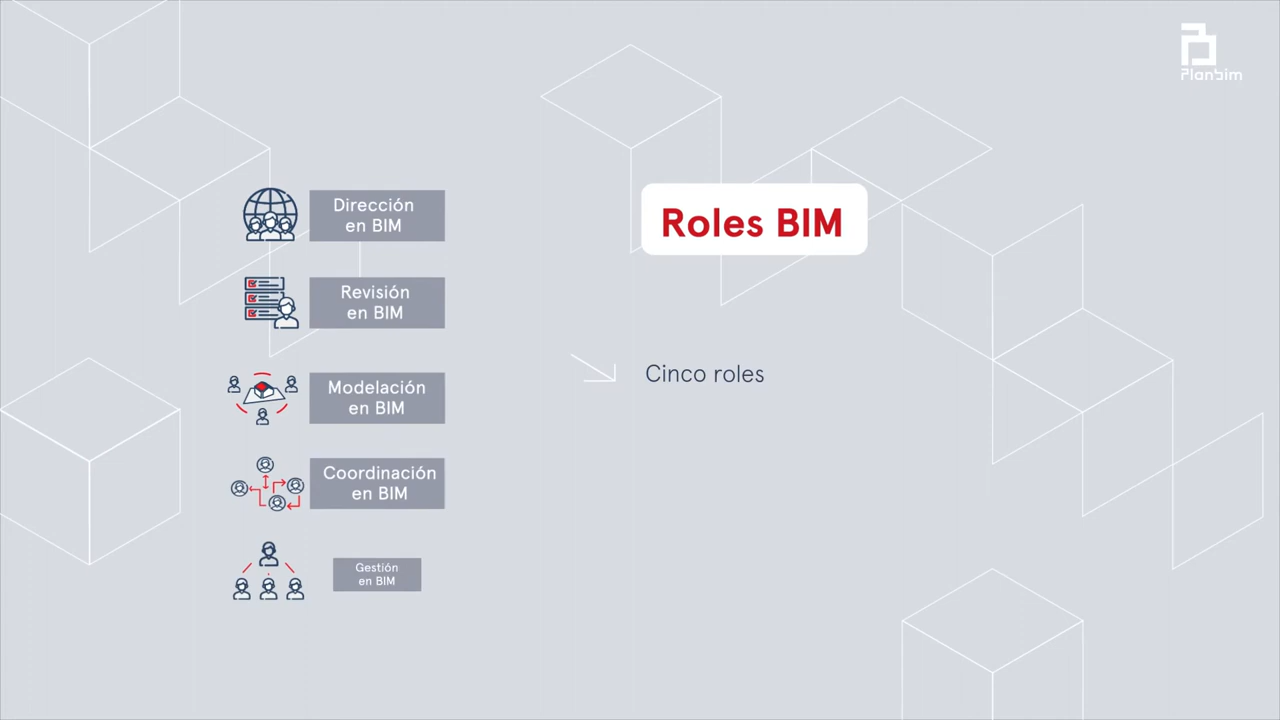 Planbim
Dirección
en BIM
Roles BIM
Revisión
en BIM
Cinco roles
Modelación
en BIM
Coordinación
en BIM
Gestión
en BIM